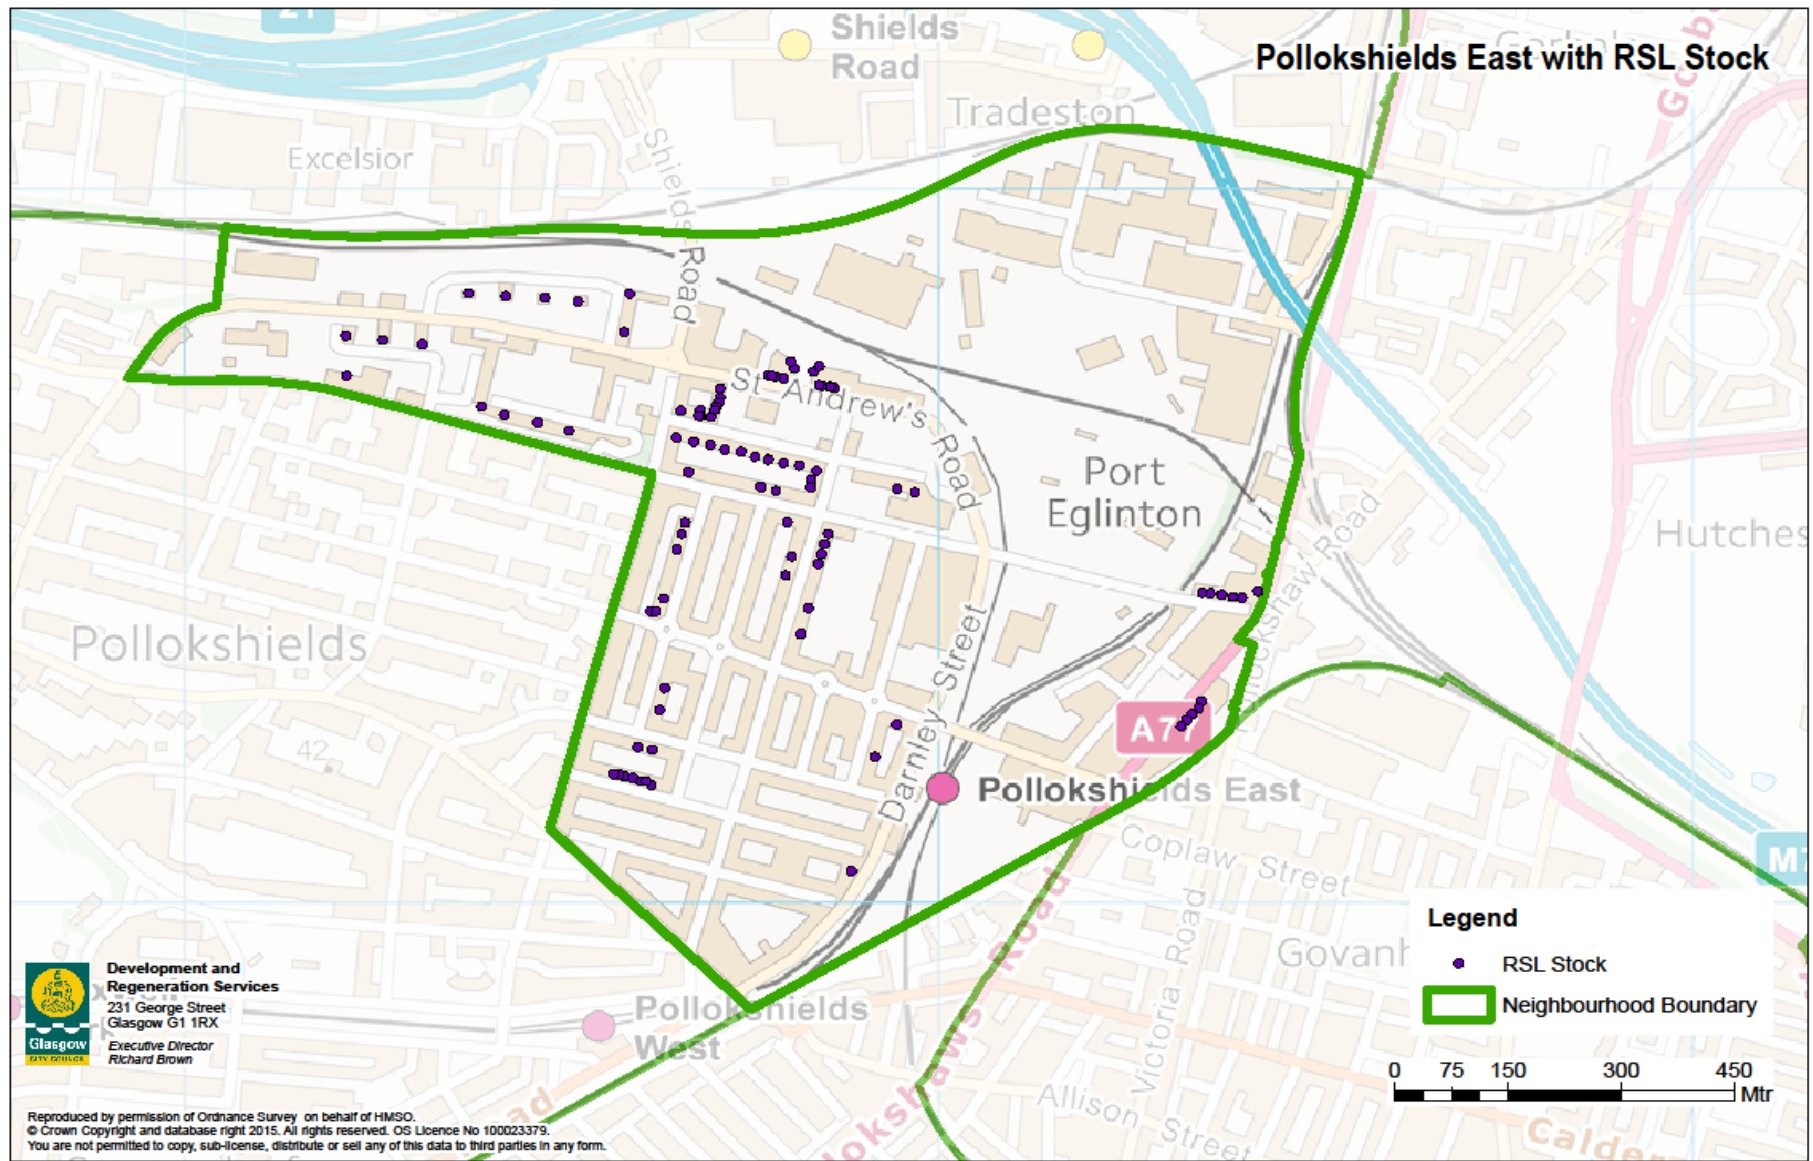 Pollokshields East with RSL Stock
Shields
Road
Tradeston
Excelsior
Shields
Road
St Andrew's
Road
Port
Eglinton
Pollokshields
42
Darnley Street
A77
Pollokshields East
Coplaw Street
Victoria Road
Allison Street
Pollokshields
West
Legend
RSL Stock
Neighbourhood Boundary
0 75 150 300 450
Mtr
Development and
Regeneration Services
231 George Street
Glasgow G1 1RX
Executive Director
Richard Brown
Glasgow
CITY COUNCIL
Reproduced by permission of Ordnance Survey on behalf of HMSO.
© Crown Copyright and database right 2015. All rights reserved. OS Licence No 100023379.
You are not permitted to copy, sub-license, distribute or sell any of this data to third parties in any form.